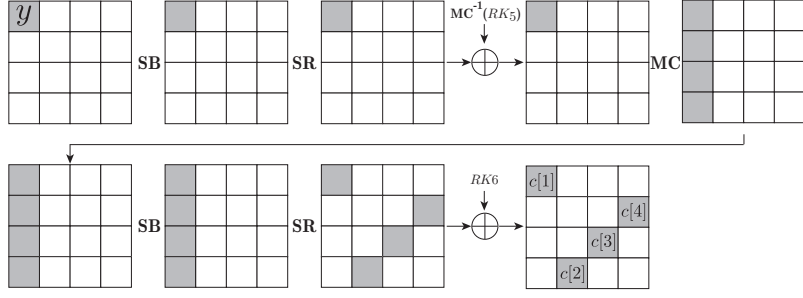 y
SB
SR
MC⁻¹(RK₅)
MC
SB
SR
RK6
c[1]
c[4]
c[3]
c[2]